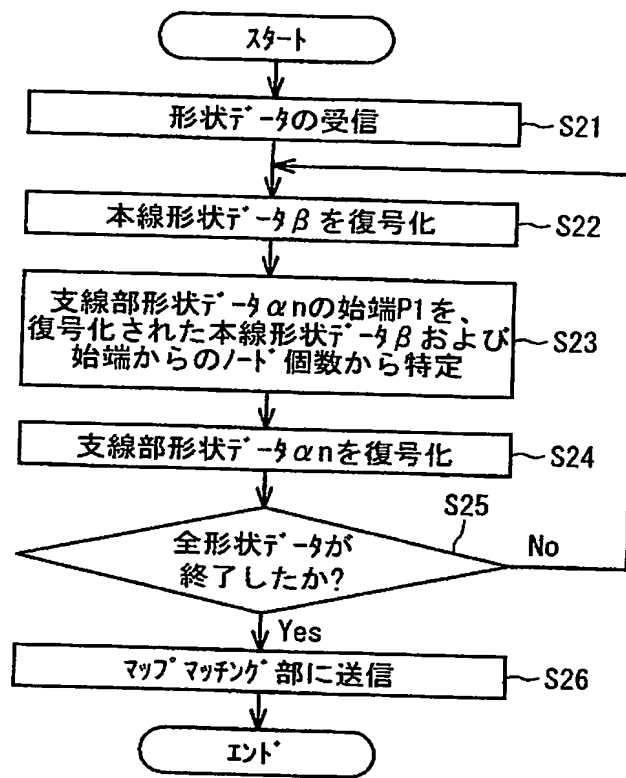 スタート
形状データの受信
S21
本線形状データβを復号化
S22
支線部形状データαnの始端P1を、
復号化された本線形状データβおよび
始端からのノード個数から特定
S23
支線部形状データαnを復号化
S24
S25
全形状データが
終了したか?
No
Yes
マップマッチング部に送信
S26
エンド